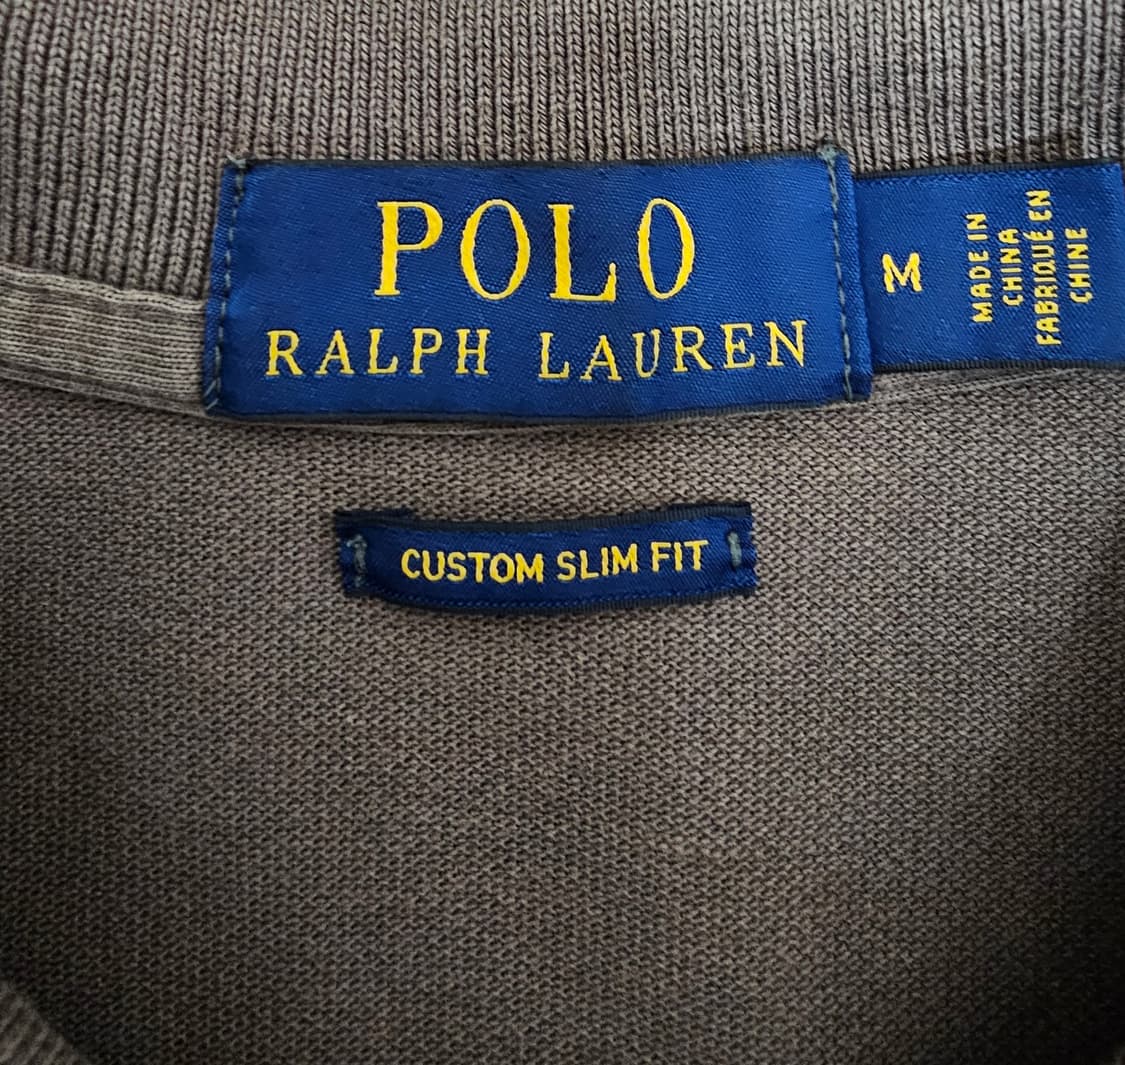 POLO
RALPH LAUREN
M
MADE IN
CHINA
FABRIQUÉ EN
CHINE
CUSTOM SLIM FIT